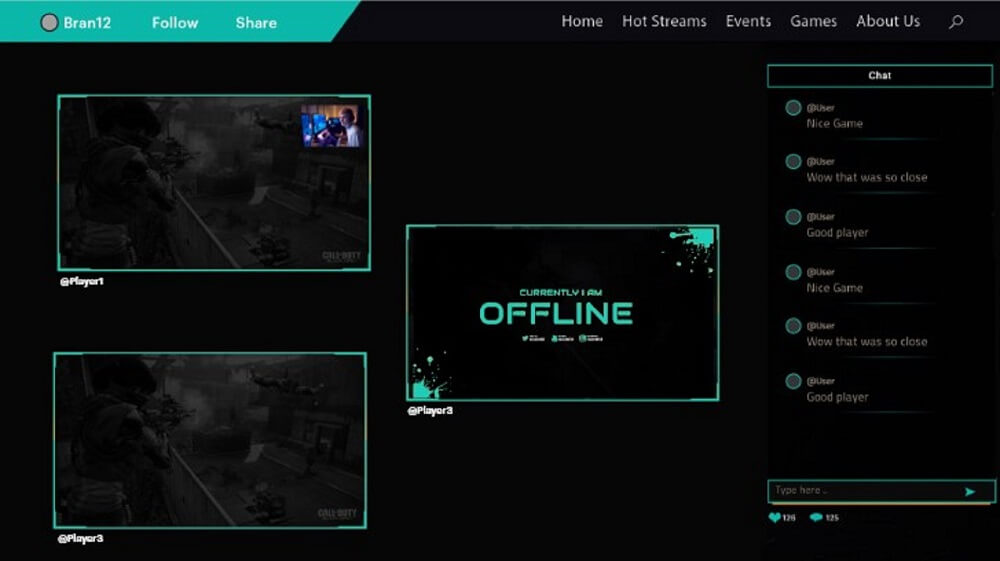 Bran12 Follow Share Home Hot Streams Events Games About Us
Chat
@User
Nice Game
@User
Wow that was so close
@User
Good player
@User
Nice Game
@User
Wow that was so close
@User
Good player
Type here ..
126 125
CALL OF DUTY
@Player1
CURRENTLY I AM
OFFLINE
@Player3
CALL OF DUTY
@Player3